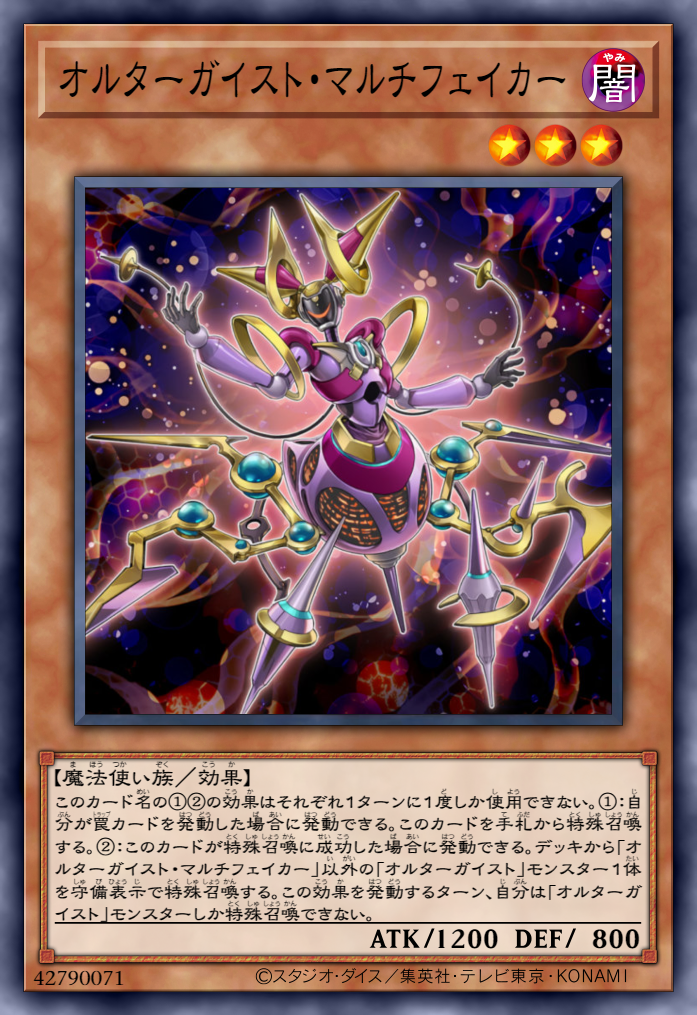 オルターガイスト・マルチフェイカー
やみ
闇
【魔法使い族／効果】
このカード名の①②の効果はそれぞれ1ターンに1度しか使用できない。①：自
分が罠カードを発動した場合に発動できる。このカードを手札から特殊召喚
する。②：このカードが特殊召喚に成功した場合に発動できる。デッキから「オ
ルターガイスト・マルチフェイカー」以外の「オルターガイスト」モンスター1体
を守備表示で特殊召喚する。この効果を発動するターン、自分は「オルターガ
イスト」モンスターしか特殊召喚できない。
ATK/1200 DEF/ 800
42790071
©スタジオ・ダイス／集英社・テレビ東京・KONAMI